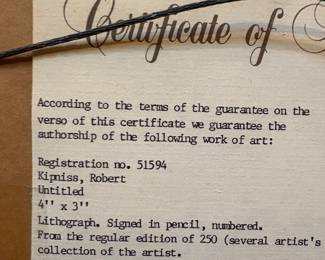 Certificate of
According to the terms of the guarantee on the
verso of this certificate we guarantee the
authorship of the following work of art:
Registration no. 51594
Kipniss, Robert
Untitled
4'' x 3''
Lithograph. Signed in pencil, numbered.
From the regular edition of 250 (several artist's
collection of the artist.